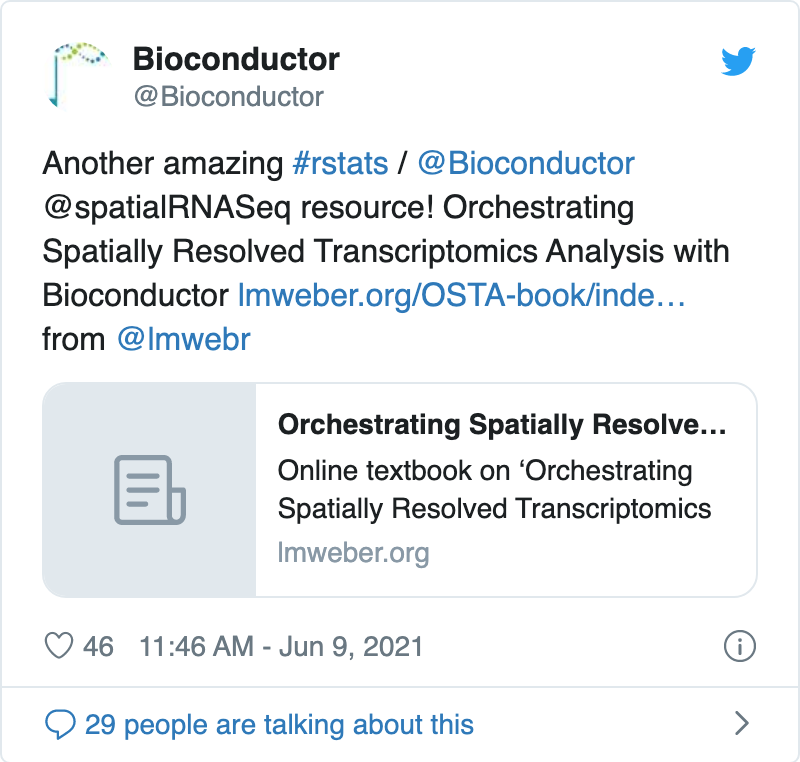 Bioconductor
@Bioconductor
Another amazing #rstats / @Bioconductor
@spatialRNASeq resource! Orchestrating
Spatially Resolved Transcriptomics Analysis with
Bioconductor lmweber.org/OSTA-book/inde…
from @lmwebr
Orchestrating Spatially Resolve…
Online textbook on ‘Orchestrating
Spatially Resolved Transcriptomics
lmweber.org
46 11:46 AM - Jun 9, 2021
29 people are talking about this